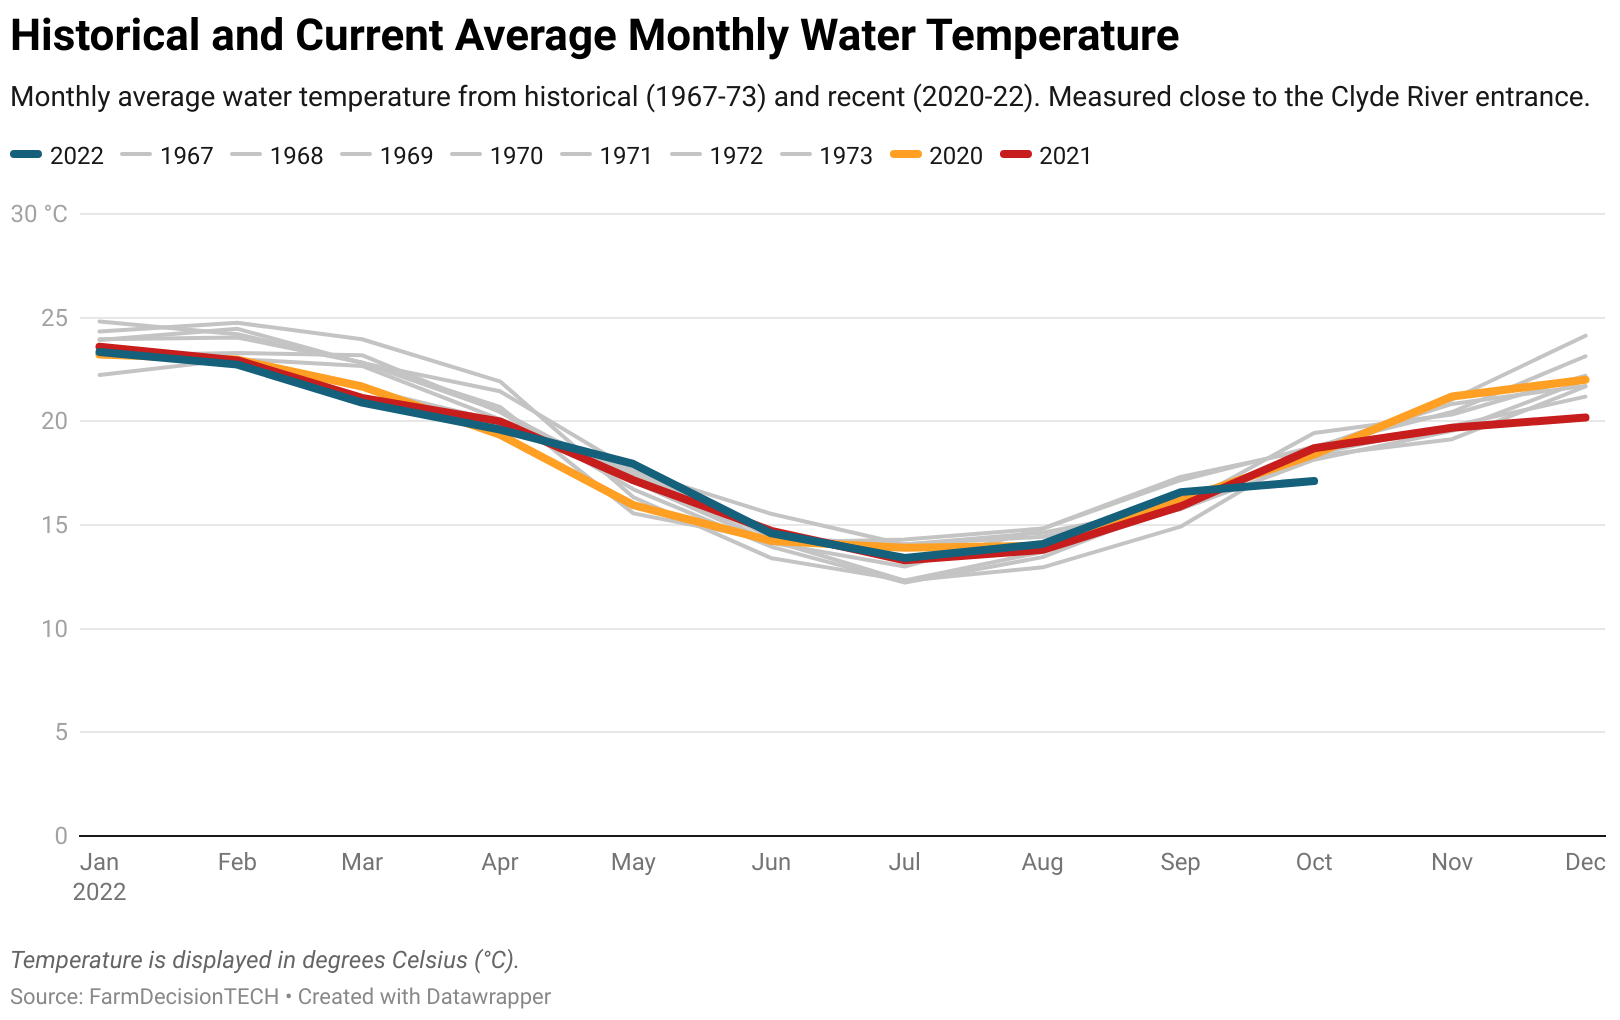 Historical and Current Average Monthly Water Temperature
Monthly average water temperature from historical (1967-73) and recent (2020-22). Measured close to the Clyde River entrance.
2022 1967 1968 1969 1970 1971 1972 1973 2020 2021
30 °C
25
20
15
10
5
0
Jan Feb Mar Apr May Jun Jul Aug Sep Oct Nov Dec
2022
Temperature is displayed in degrees Celsius (°C).
Source: FarmDecisionTECH • Created with Datawrapper